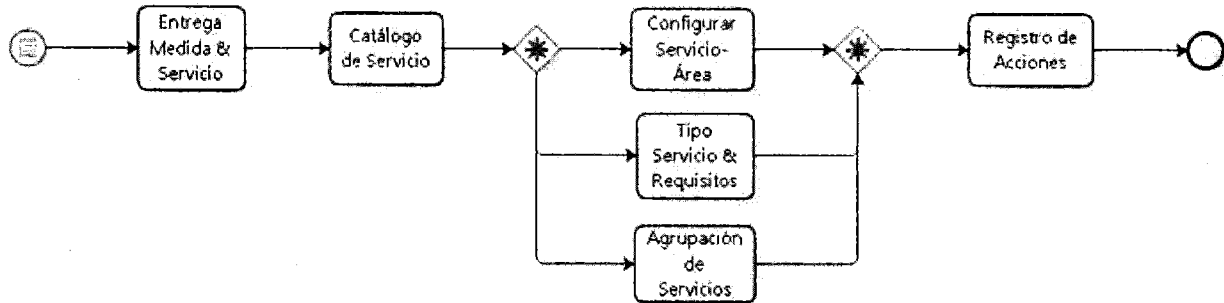 Entrega
Medida &
Servicio
Catálogo
de Servicio
Configurar
Servicio-
Área
Tipo
Servicio &
Requisitos
Agrupación
de
Servicios
Registro de
Acciones